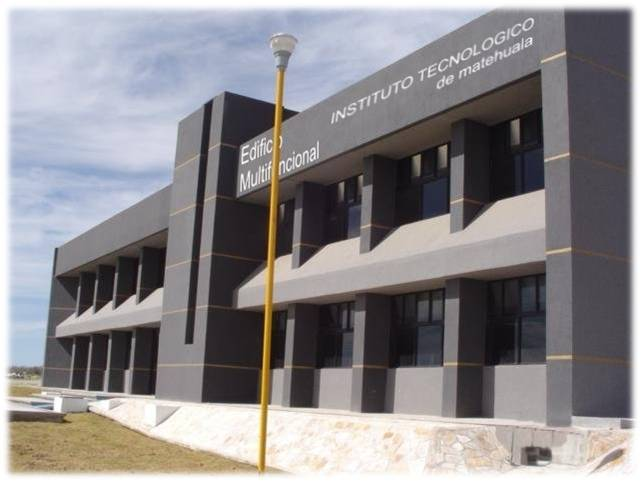 INSTITUTO TECNOLOGICO
de matehuala
Edificio
Multifuncional